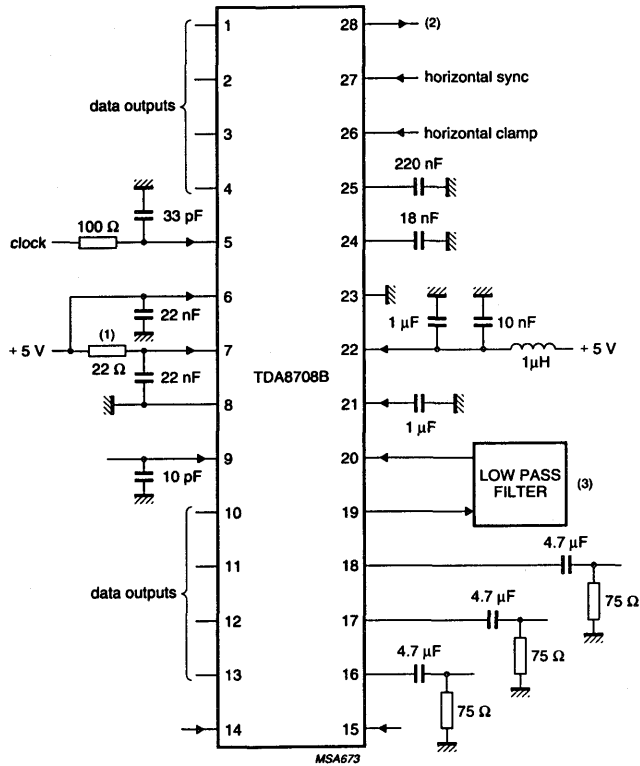 1
28
(2)
2
27
horizontal sync
data outputs
3
26
horizontal clamp
220 nF
4
25
33 pF
18 nF
100 Ω
clock
5
24
6
23
22 nF
1 µF
10 nF
(1)
+ 5 V
7
22
+ 5 V
22 Ω
1µH
22 nF
TDA8708B
8
21
1 µF
9
20
10 pF
LOW PASS
FILTER
(3)
10
19
4.7 µF
11
18
data outputs
4.7 µF
75 Ω
12
17
4.7 µF
75 Ω
13
16
75 Ω
14
15
MSA673